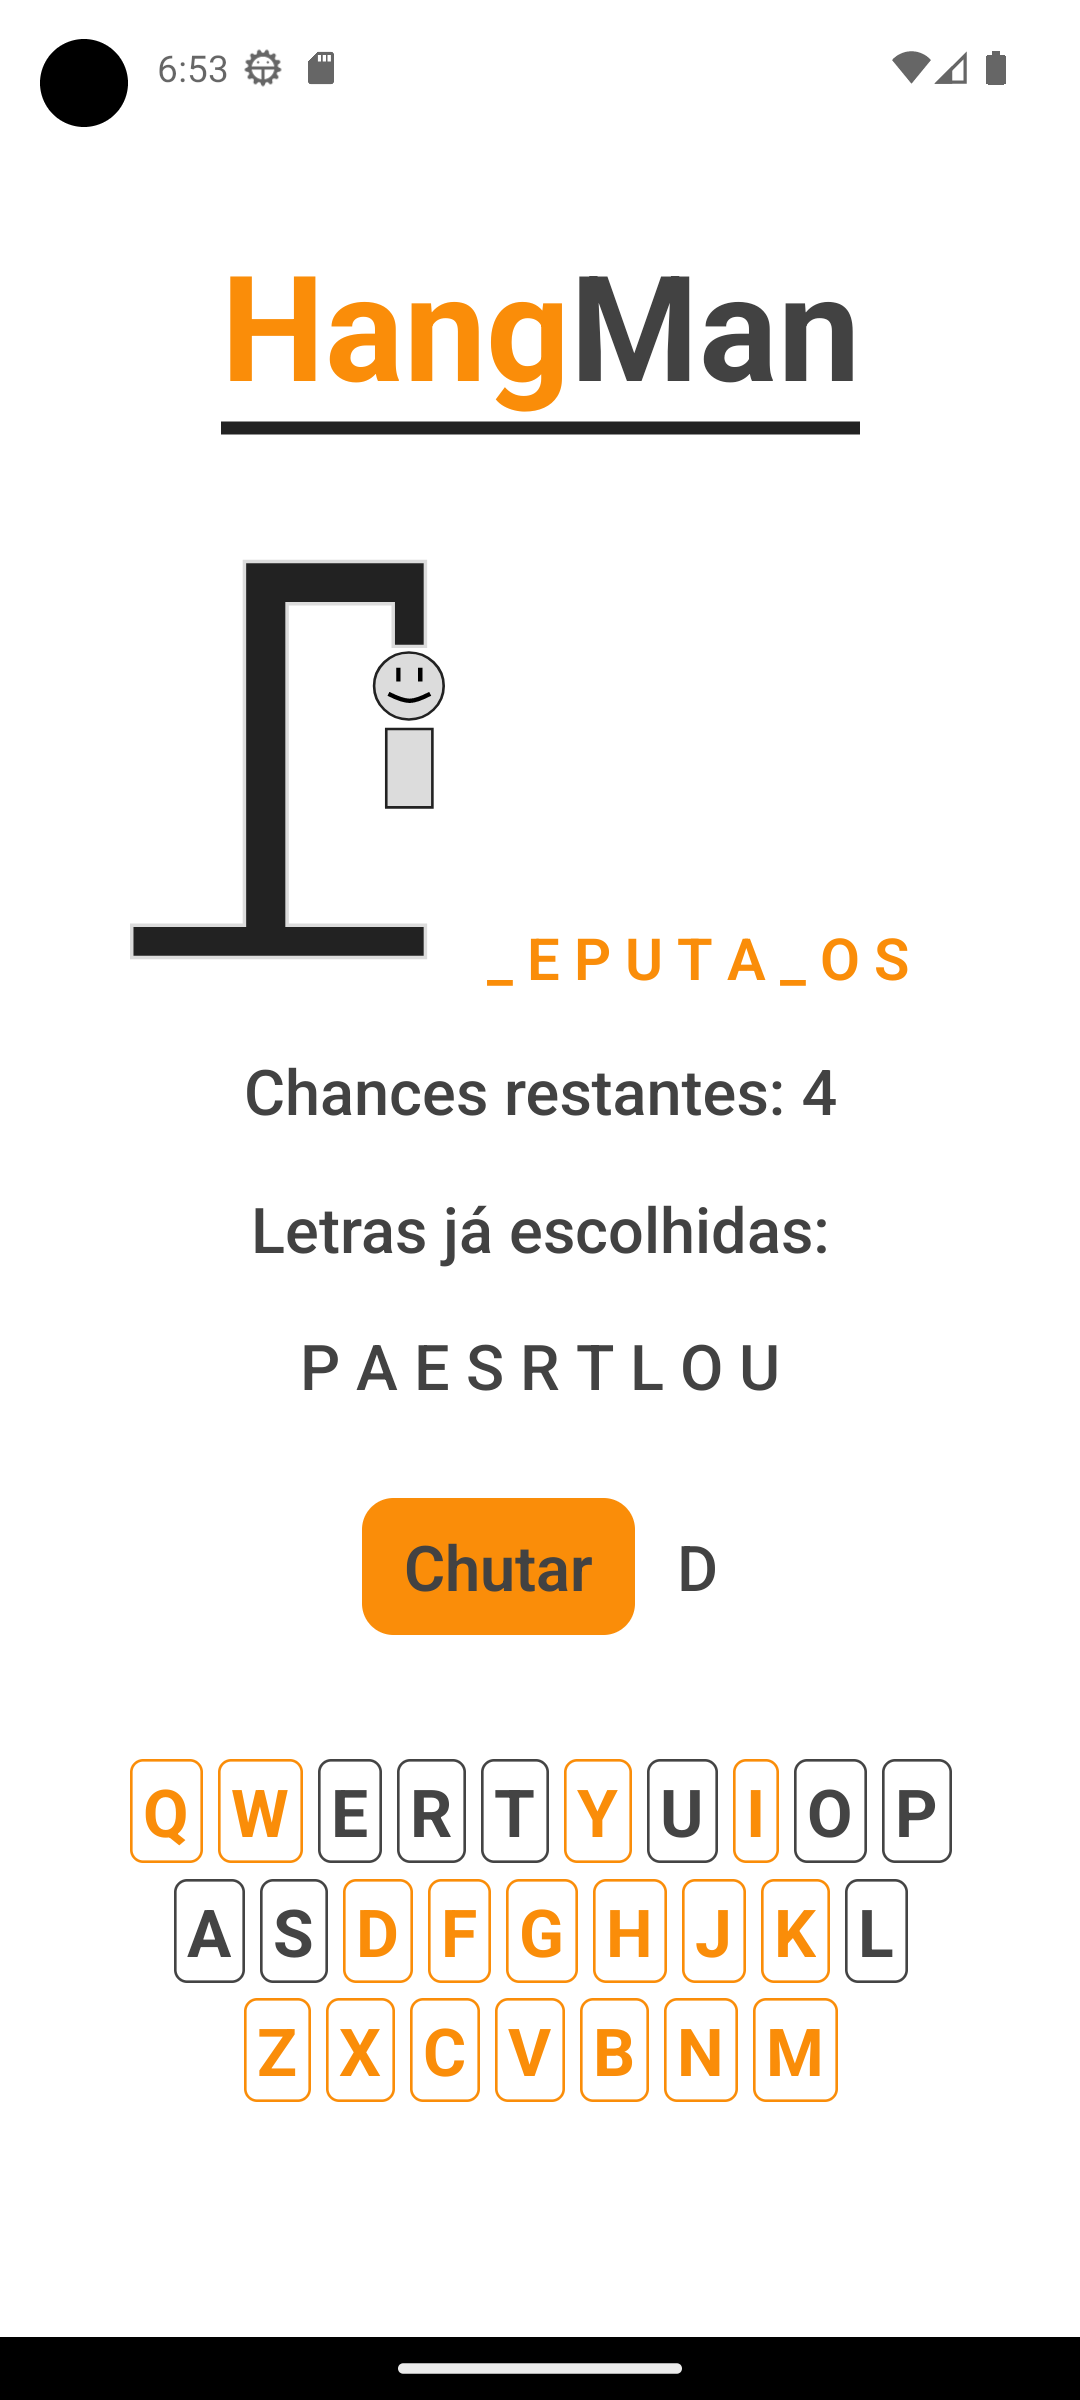 6:53
HangMan
_ E P U T A _ O S
Chances restantes: 4
Letras já escolhidas:
P A E S R T L O U
Chutar D
Q W E R T Y U I O P
A S D F G H J K L
Z X C V B N M